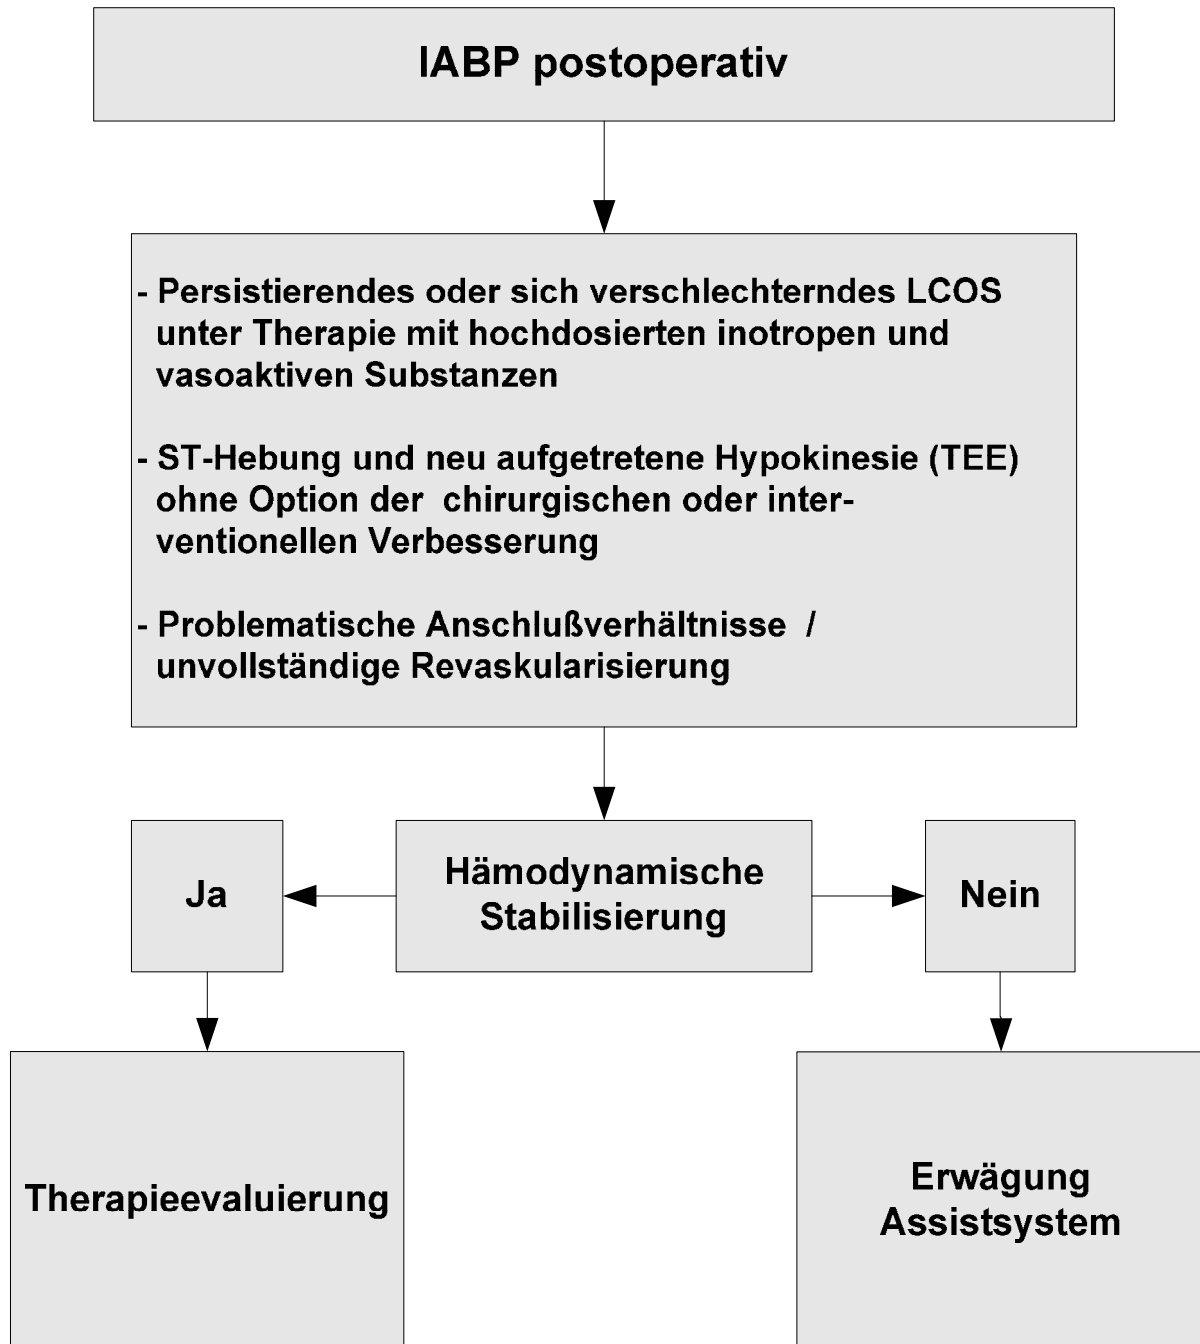 IABP postoperativ
- Persistierendes oder sich verschlechterndes LCOS
unter Therapie mit hochdosierten inotropen und
vasoaktiven Substanzen
- ST-Hebung und neu aufgetretene Hypokinesie (TEE)
ohne Option der chirurgischen oder inter-
ventionellen Verbesserung
- Problematische Anschlußverhältnisse /
unvollständige Revaskularisierung
Ja
Hämodynamische
Stabilisierung
Nein
Therapieevaluierung
Erwägung
Assistsystem